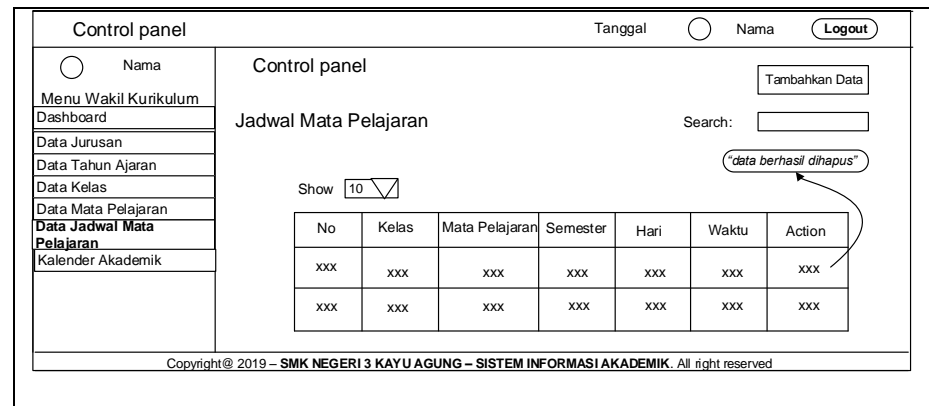 Control panel
Tanggal
Nama
Logout
Nama
Menu Wakil Kurikulum
Dashboard
Data Jurusan
Data Tahun Ajaran
Data Kelas
Data Mata Pelajaran
Data Jadwal Mata
Pelajaran
Kalender Akademik
Control panel
Tambahkan Data
Jadwal Mata Pelajaran
Search:
“data berhasil dihapus”
Show 10
No Kelas Mata Pelajaran Semester Hari Waktu Action
xxx xxx xxx xxx xxx xxx xxx
xxx xxx xxx xxx xxx xxx xxx
Copyright@ 2019 – SMK NEGERI 3 KAYU AGUNG – SISTEM INFORMASI AKADEMIK. All right reserved